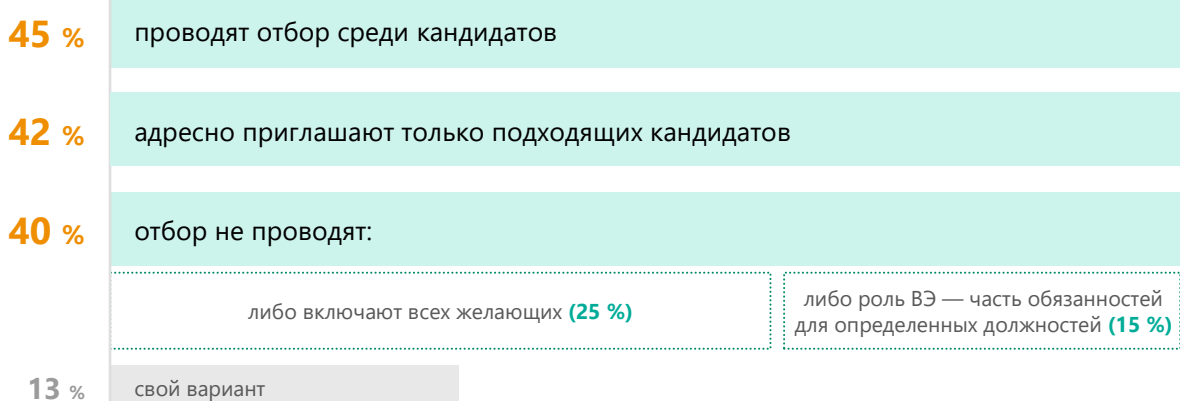 45 % проводят отбор среди кандидатов
42 % адресно приглашают только подходящих кандидатов
40 % отбор не проводят:
либо включают всех желающих (25 %)
либо роль ВЭ — часть обязанностей
для определенных должностей (15 %)
13 % свой вариант